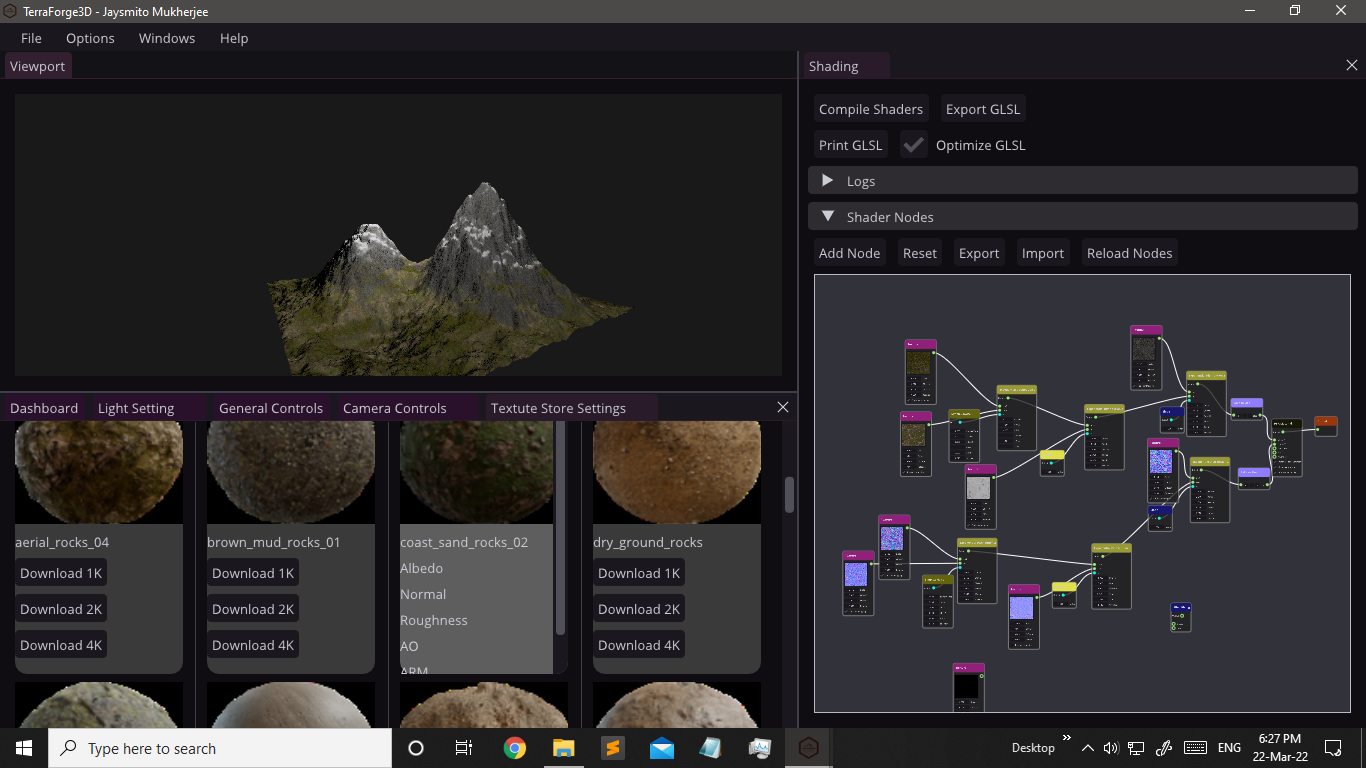 TerraForge3D - Jaysmito Mukherjee
File Options Windows Help
Viewport
Shading
Compile Shaders Export GLSL
Print GLSL Optimize GLSL
Logs
Shader Nodes
Add Node Reset Export Import Reload Nodes
Dashboard Light Setting General Controls Camera Controls Textute Store Settings
aerial_rocks_04
Download 1K
Download 2K
Download 4K
brown_mud_rocks_01
Download 1K
Download 2K
Download 4K
coast_sand_rocks_02
Albedo
Normal
Roughness
AO
ARM
dry_ground_rocks
Download 1K
Download 2K
Download 4K
Type here to search
Desktop
ENG
6:27 PM
22-Mar-22